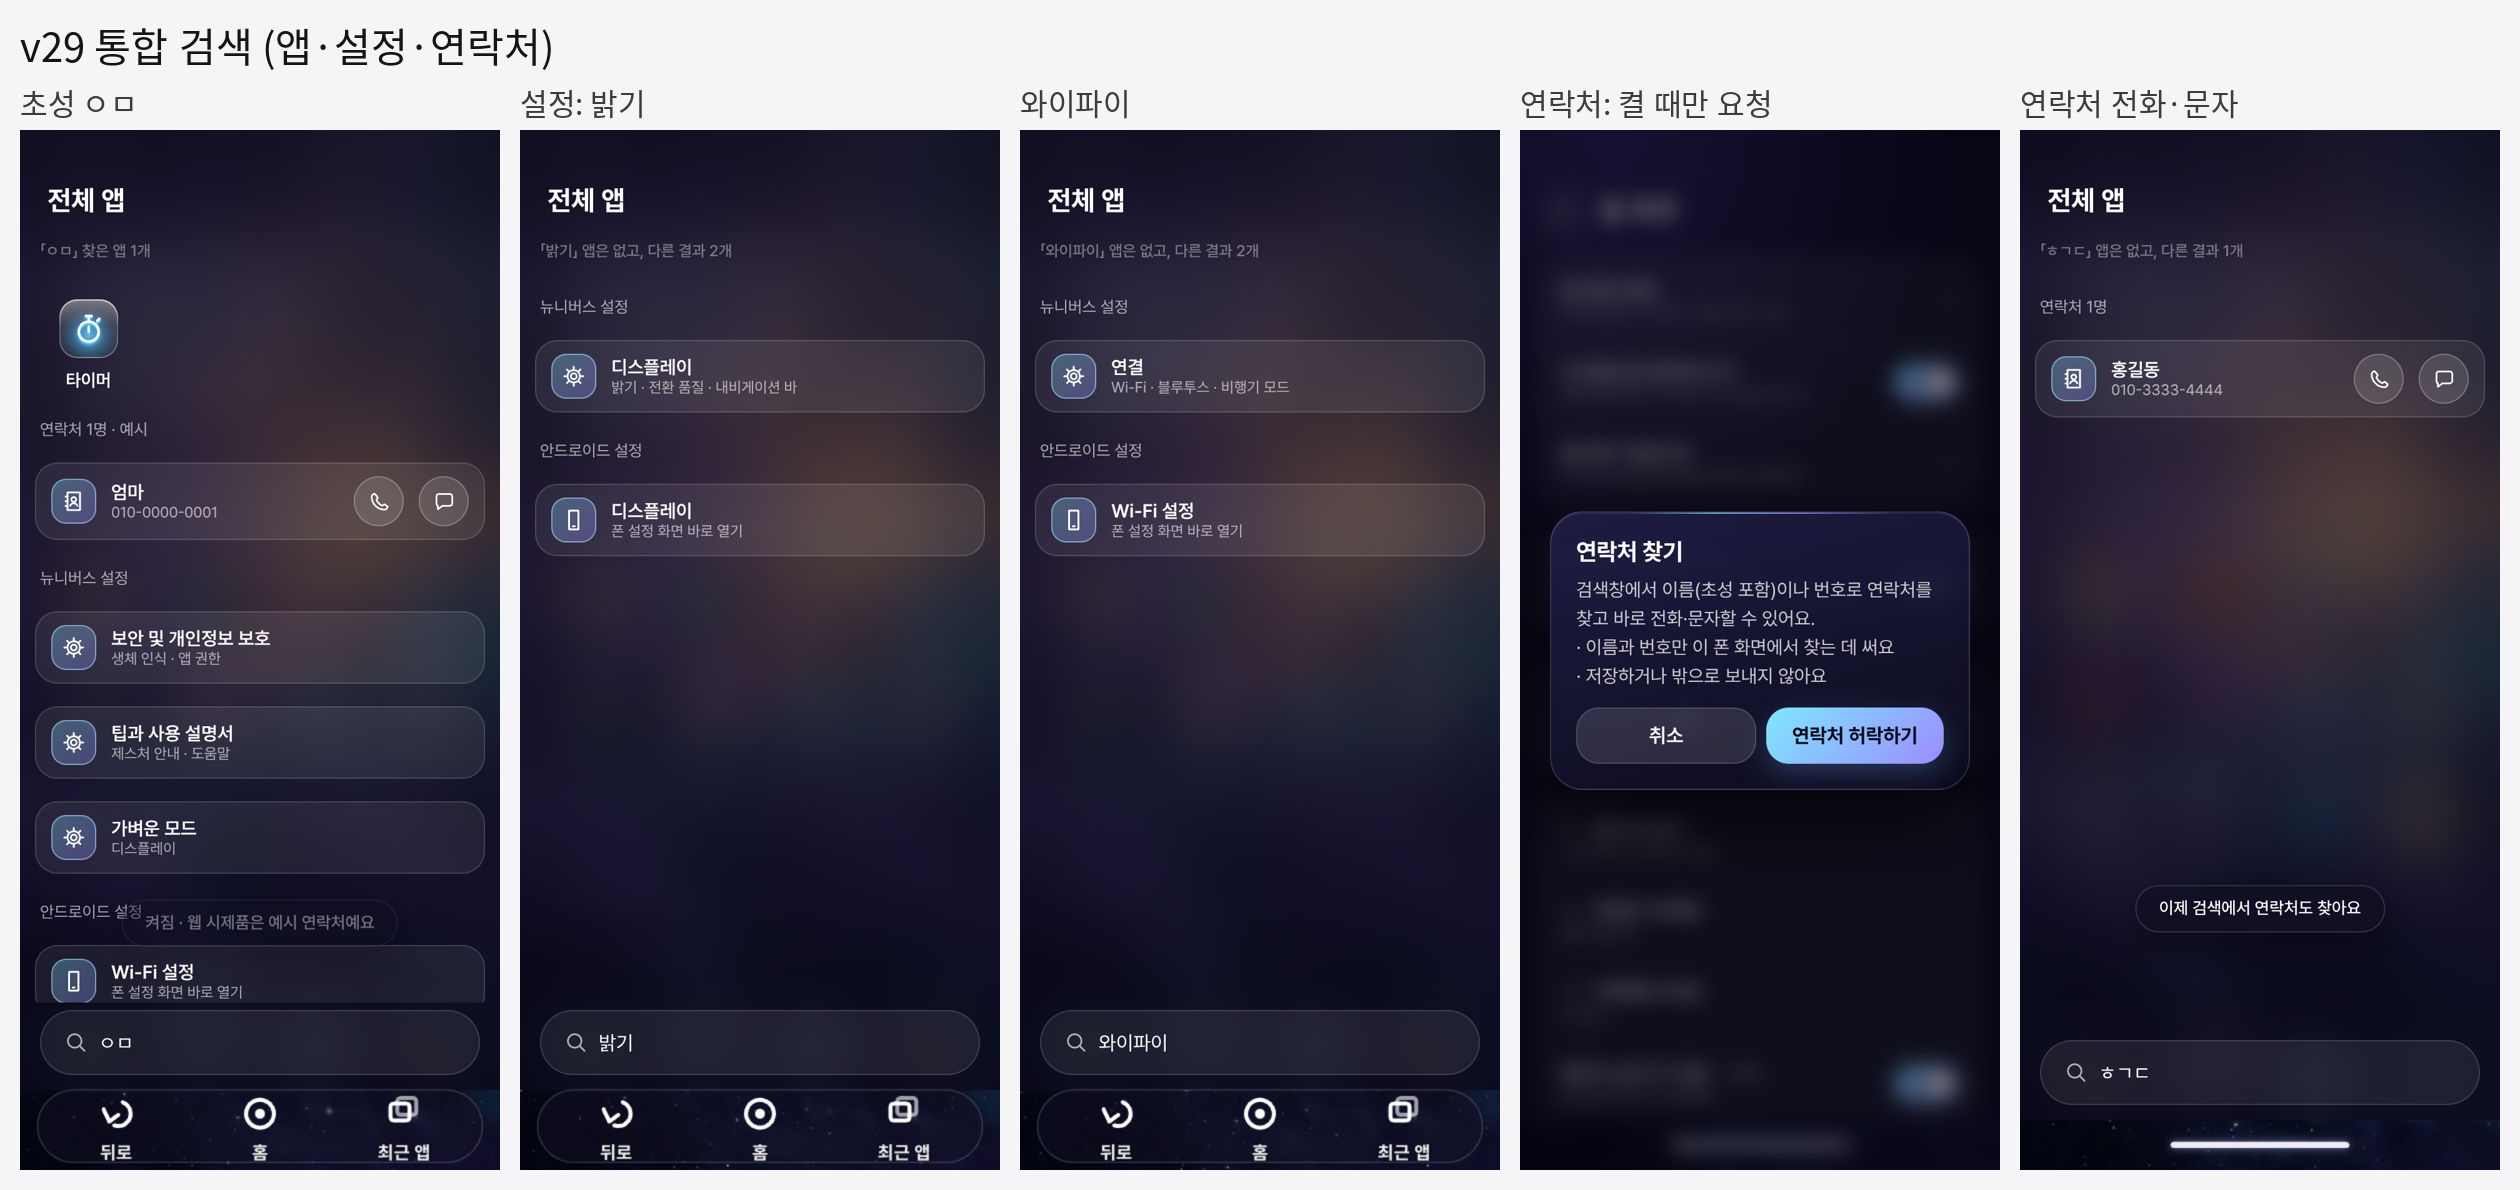 v29 통합 검색 (앱·설정·연락처)
초성 ㅇㅁ
전체 앱
「ㅇㅁ」 찾은 앱 1개
타이머
연락처 1명 · 예시
엄마
010-0000-0001
뉴니버스 설정
보안 및 개인정보 보호
생체 인식 · 앱 권한
팁과 사용 설명서
제스처 안내 · 도움말
가벼운 모드
디스플레이
안드로이드 설정
켜짐 · 웹 시제품은 예시 연락처예요
Wi-Fi 설정
폰 설정 화면 바로 열기
ㅇㅁ
뒤로 홈 최근 앱
설정: 밝기
전체 앱
「밝기」 앱은 없고, 다른 결과 2개
뉴니버스 설정
디스플레이
밝기 · 전환 품질 · 내비게이션 바
안드로이드 설정
디스플레이
폰 설정 화면 바로 열기
밝기
뒤로 홈 최근 앱
와이파이
전체 앱
「와이파이」 앱은 없고, 다른 결과 2개
뉴니버스 설정
연결
Wi-Fi · 블루투스 · 비행기 모드
안드로이드 설정
Wi-Fi 설정
폰 설정 화면 바로 열기
와이파이
뒤로 홈 최근 앱
연락처: 켤 때만 요청
연락처 찾기
검색창에서 이름(초성 포함)이나 번호로 연락처를
찾고 바로 전화·문자할 수 있어요.
· 이름과 번호만 이 폰 화면에서 찾는 데 써요
· 저장하거나 밖으로 보내지 않아요
취소 연락처 허락하기
연락처 전화·문자
전체 앱
「ㅎㄱㄷ」 앱은 없고, 다른 결과 1개
연락처 1명
홍길동
010-3333-4444
이제 검색에서 연락처도 찾아요
ㅎㄱㄷ